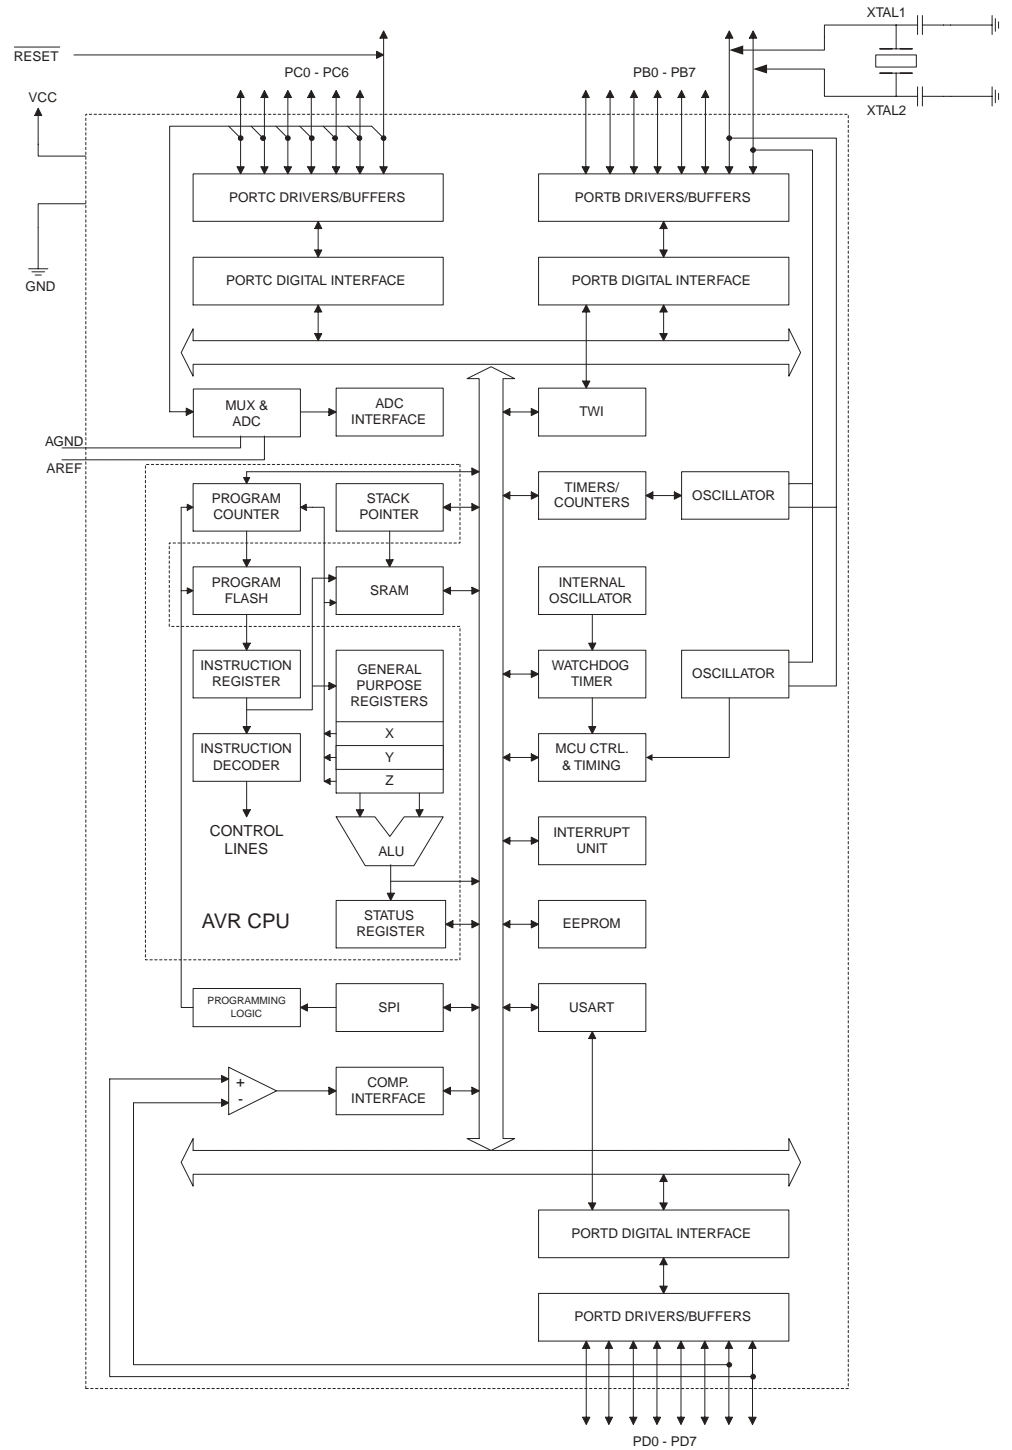 XTAL1
RESET
PC0 - PC6
PB0 - PB7
VCC
XTAL2
PORTC DRIVERS/BUFFERS
PORTB DRIVERS/BUFFERS
PORTC DIGITAL INTERFACE
PORTB DIGITAL INTERFACE
GND
MUX &
ADC
ADC
INTERFACE
TWI
AGND
AREF
PROGRAM
COUNTER
STACK
POINTER
TIMERS/
COUNTERS
OSCILLATOR
PROGRAM
FLASH
SRAM
INTERNAL
OSCILLATOR
INSTRUCTION
REGISTER
GENERAL
PURPOSE
REGISTERS
WATCHDOG
TIMER
OSCILLATOR
X
INSTRUCTION
DECODER
Y
Z
MCU CTRL.
& TIMING
CONTROL
LINES
ALU
INTERRUPT
UNIT
AVR CPU
STATUS
REGISTER
EEPROM
PROGRAMMING
LOGIC
SPI
USART
+
-
COMP.
INTERFACE
PORTD DIGITAL INTERFACE
PORTD DRIVERS/BUFFERS
PD0 - PD7